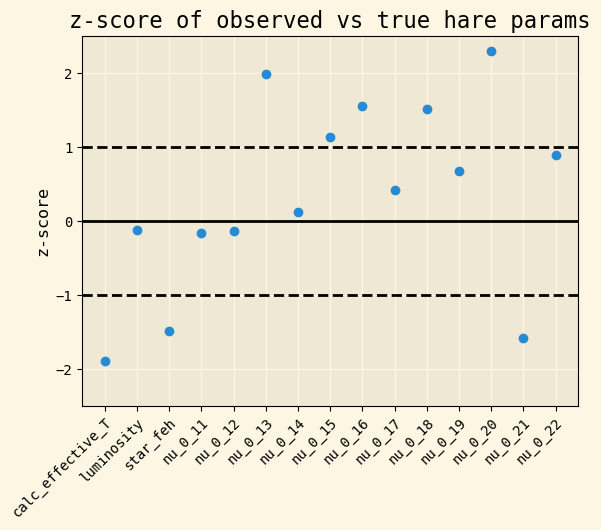 z-score of observed vs true hare params
z-score
2
1
0
−1
−2
calc_effective_T
luminosity
star_feh
nu_0_11
nu_0_12
nu_0_13
nu_0_14
nu_0_15
nu_0_16
nu_0_17
nu_0_18
nu_0_19
nu_0_20
nu_0_21
nu_0_22